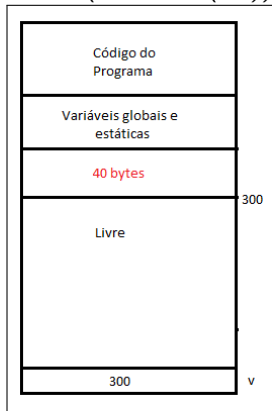 Código do
Programa
Variáveis globais e
estáticas
40 bytes
300
Livre
300
v